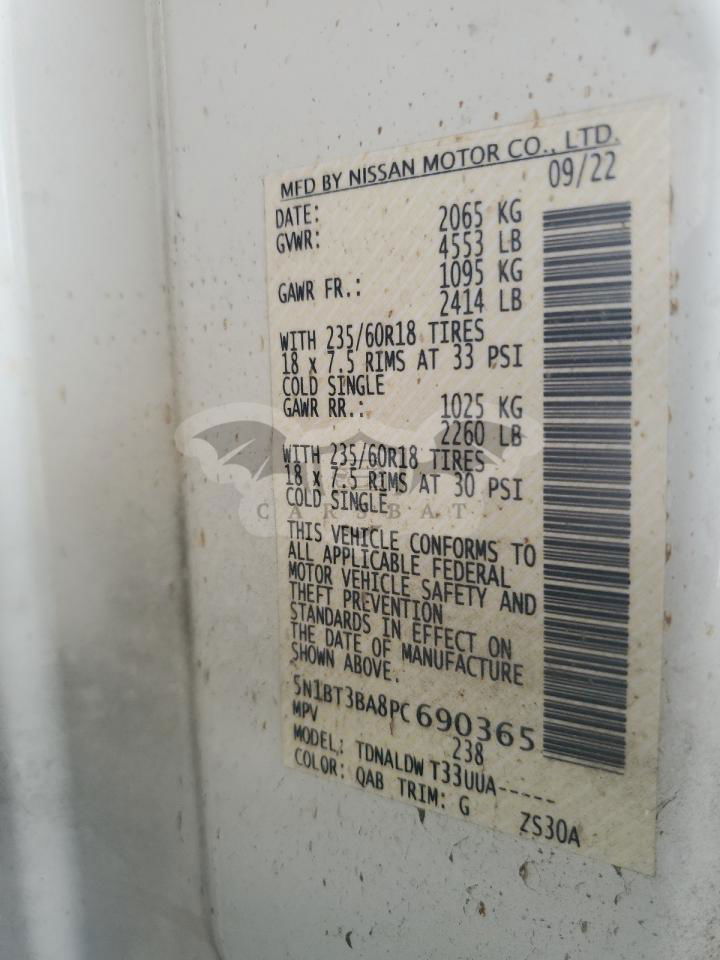 MFD BY NISSAN MOTOR CO., LTD.
DATE: 09/22
GVWR: 2065 KG
4553 LB
GAWR FR.: 1095 KG
2414 LB
WITH 235/60R18 TIRES
18 x 7.5 RIMS AT 33 PSI
COLD SINGLE
GAWR RR.: 1025 KG
2260 LB
WITH 235/60R18 TIRES
18 x 7.5 RIMS AT 30 PSI
COLD SINGLE
CARSBAT
THIS VEHICLE CONFORMS TO
ALL APPLICABLE FEDERAL
MOTOR VEHICLE SAFETY AND
THEFT PREVENTION
STANDARDS IN EFFECT ON
THE DATE OF MANUFACTURE
SHOWN ABOVE.
5N1BT3BA8PC690365
MPV 238
MODEL: TDNALDW T33UUA-----
COLOR: QAB TRIM: G ZS30A